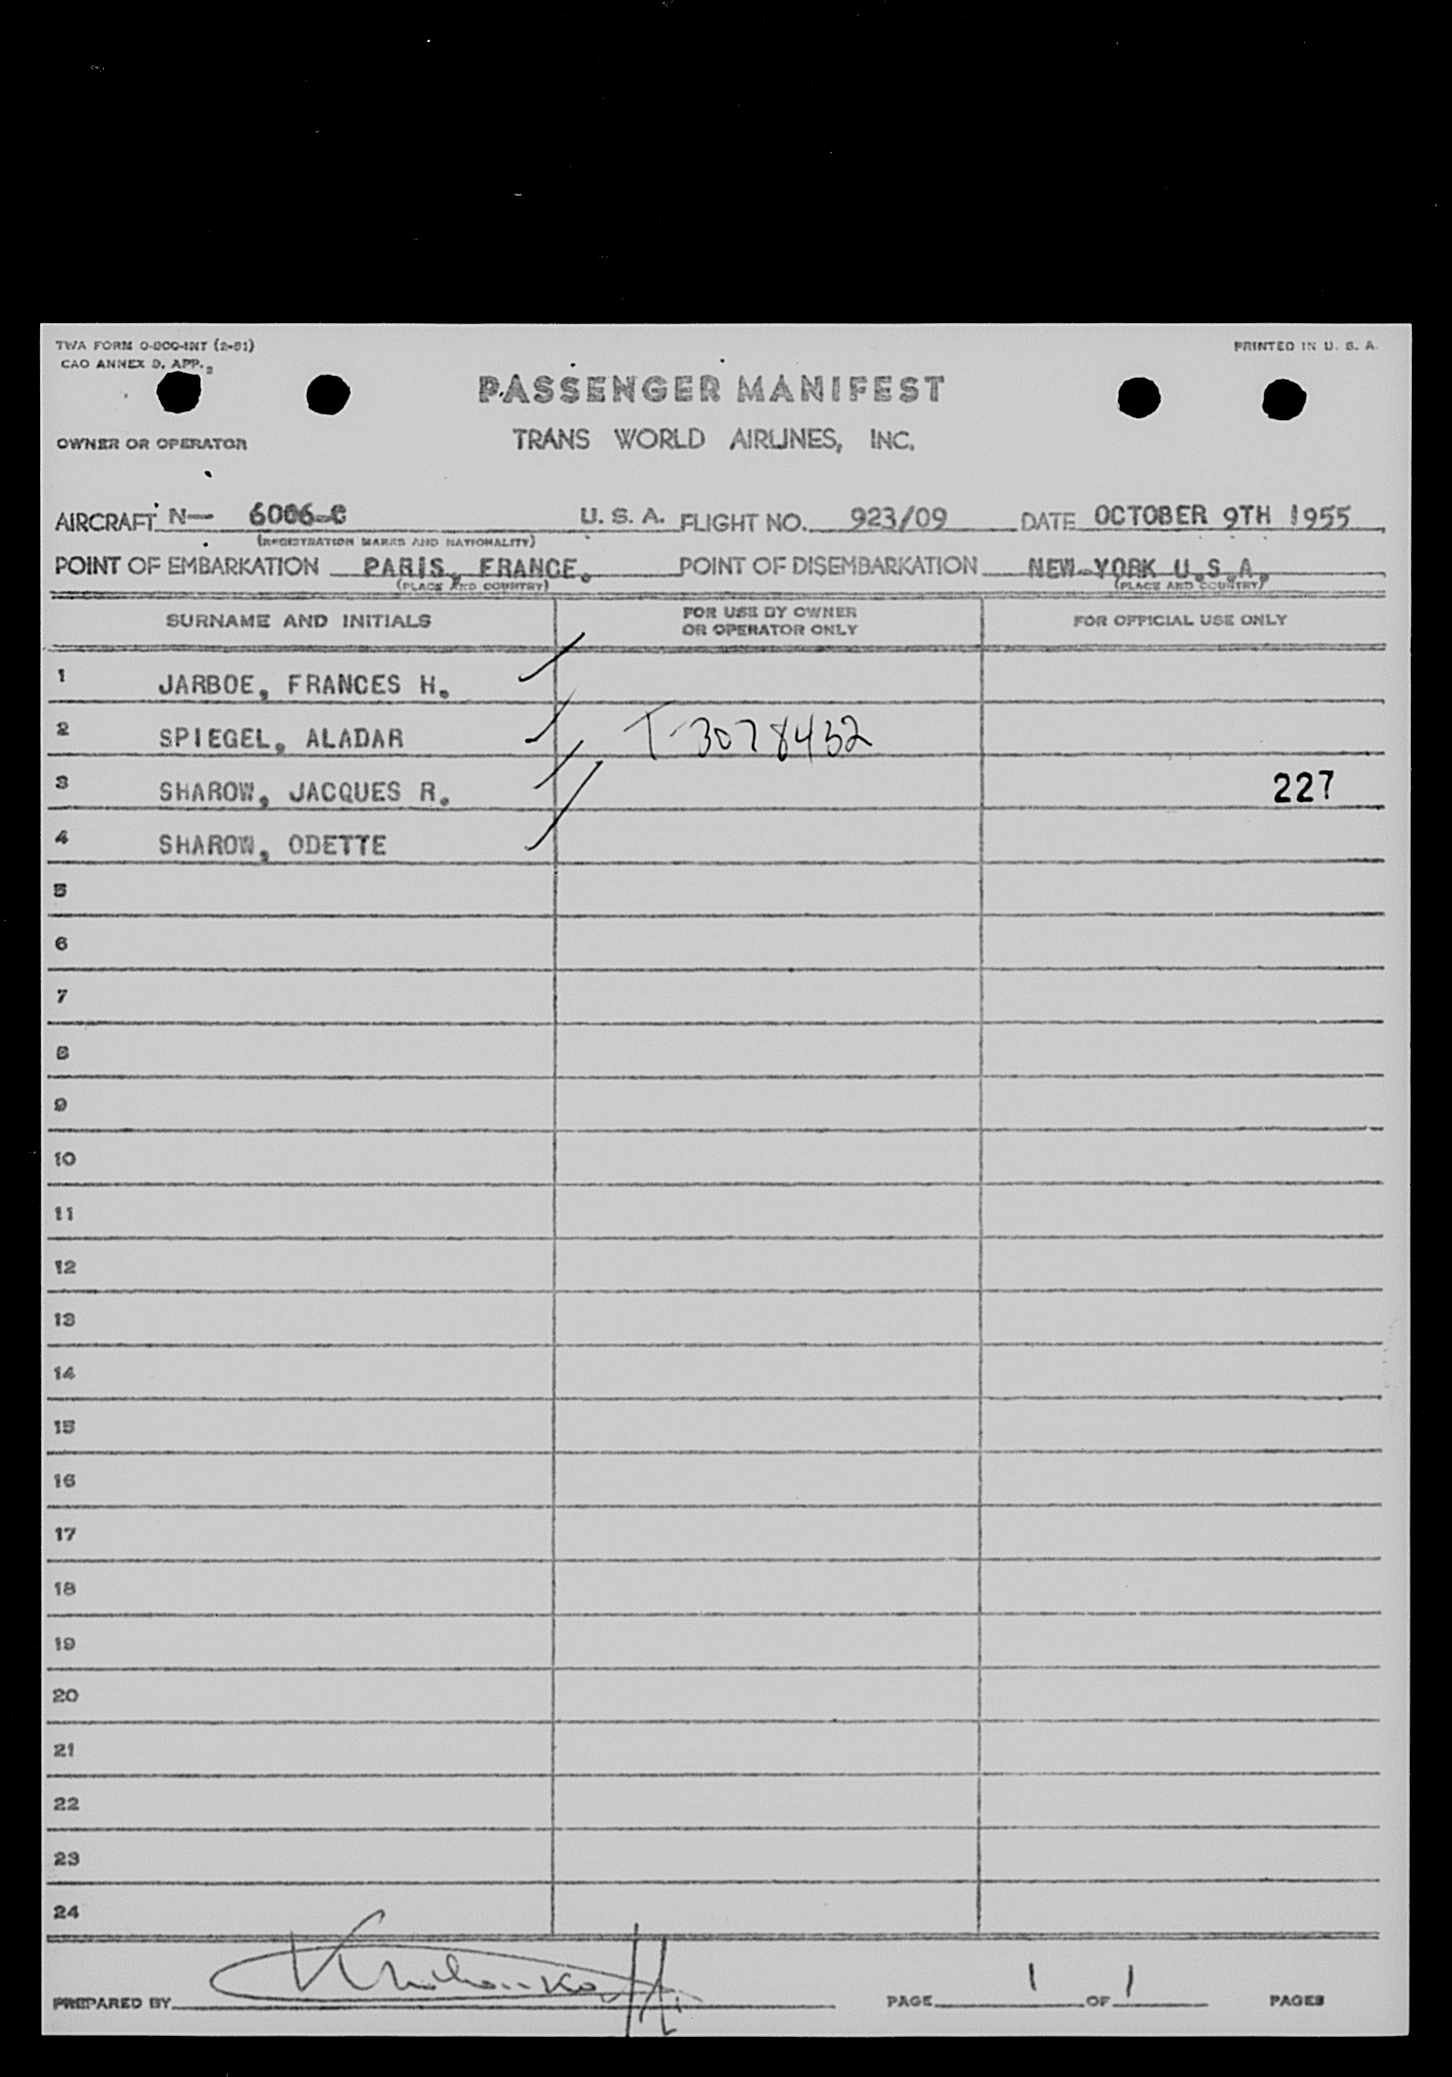 TWA FORM O-800-INT (2-51) PRINTED IN U. S. A.
CAO ANNEX D, APP. 2
PASSENGER MANIFEST
OWNER OR OPERATOR TRANS WORLD AIRLINES, INC.
AIRCRAFT N— 6006-C U. S. A. FLIGHT NO. 923/09 DATE OCTOBER 9TH 1955
(REGISTRATION MARKS AND NATIONALITY)
POINT OF EMBARKATION PARIS, FRANCE. POINT OF DISEMBARKATION NEW-YORK U.S.A.
(PLACE AND COUNTRY) (PLACE AND COUNTRY)
SURNAME AND INITIALS FOR USE BY OWNER OR OPERATOR ONLY FOR OFFICIAL USE ONLY
1 JARBOE, FRANCES H.
2 SPIEGEL, ALADAR T-3078432
3 SHAROW, JACQUES R. 227
4 SHAROW, ODETTE
5
6
7
8
9
10
11
12
13
14
15
16
17
18
19
20
21
22
23
24
PREPARED BY PAGE 1 OF 1 PAGES